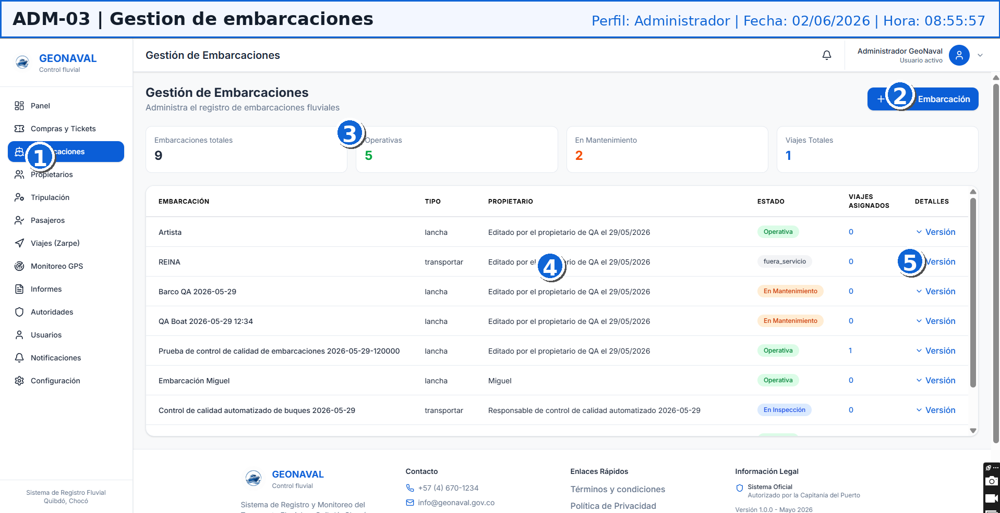 ADM-03 | Gestion de embarcaciones
Perfil: Administrador | Fecha: 02/06/2026 | Hora: 08:55:57
GEONAVAL
Control fluvial
Gestión de Embarcaciones
Administrador GeoNaval
Usuario activo
Panel
Compras y Tickets
caciones
1
Propietarios
Tripulación
Pasajeros
Viajes (Zarpe)
Monitoreo GPS
Informes
Autoridades
Usuarios
Notificaciones
Configuración
Sistema de Registro Fluvial
Quibdó, Chocó
Gestión de Embarcaciones
Administra el registro de embarcaciones fluviales
+ 2 Embarcación
Embarcaciones totales
9
3
Operativas
5
En Mantenimiento
2
Viajes Totales
1
EMBARCACIÓN TIPO PROPIETARIO ESTADO VIAJES ASIGNADOS DETALLES
Artista lancha Editado por el propietario de QA el 29/05/2026 Operativa 0 Versión
REINA transportar Editado por el 4 rio de QA el 29/05/2026 fuera_servicio 0 5 Versión
Barco QA 2026-05-29 lancha Editado por el propietario de QA el 29/05/2026 En Mantenimiento 0 Versión
QA Boat 2026-05-29 12:34 lancha Editado por el propietario de QA el 29/05/2026 En Mantenimiento 0 Versión
Prueba de control de calidad de embarcaciones 2026-05-29-120000 lancha Editado por el propietario de QA el 29/05/2026 Operativa 1 Versión
Embarcación Miguel lancha Miguel Operativa 0 Versión
Control de calidad automatizado de buques 2026-05-29 transportar Responsable de control de calidad automatizado 2026-05-29 En Inspección 0 Versión
GEONAVAL
Control fluvial
Sistema de Registro y Monitoreo del
Contacto
+57 (4) 670-1234
info@geonaval.gov.co
Enlaces Rápidos
Términos y condiciones
Política de Privacidad
Información Legal
Sistema Oficial
Autorizado por la Capitanía del Puerto
Versión 1.0.0 - Mayo 2026